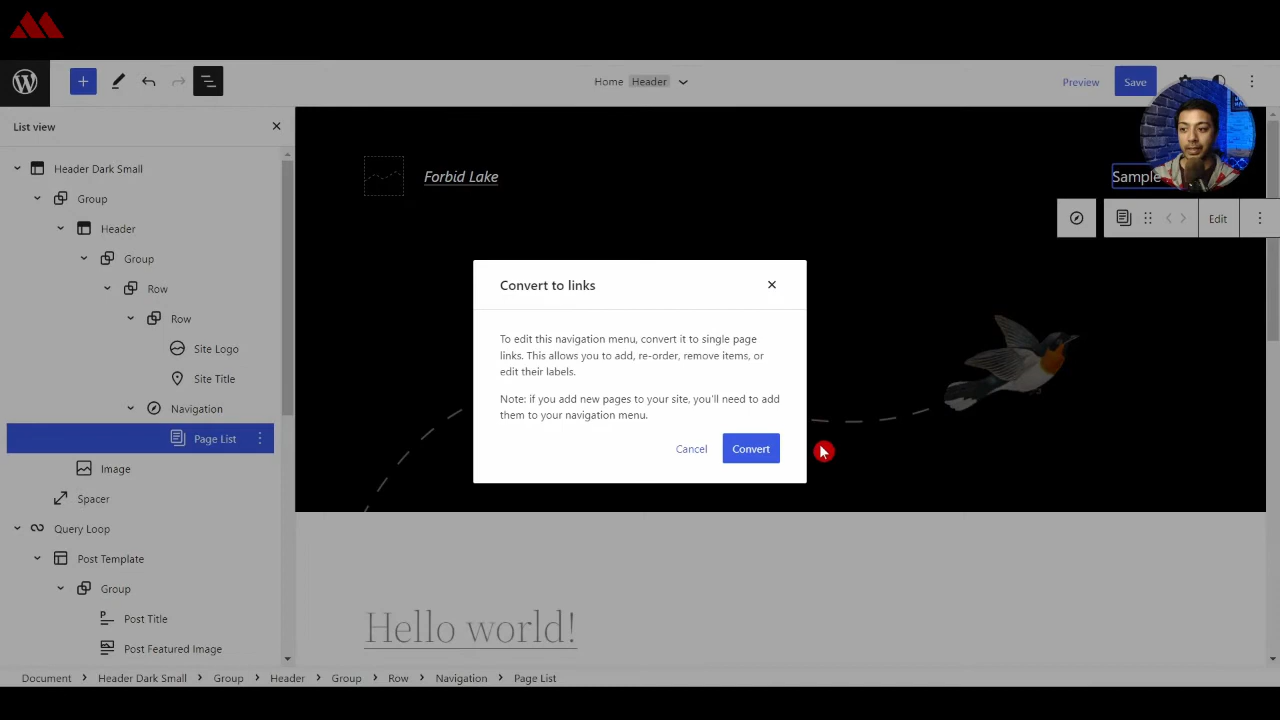 Home Header
Preview
Save
List view
Header Dark Small
Group
Header
Group
Row
Row
Site Logo
Site Title
Navigation
Page List
Image
Spacer
Query Loop
Post Template
Group
Post Title
Post Featured Image
Forbid Lake
Sample
Edit
Convert to links
To edit this navigation menu, convert it to single page
links. This allows you to add, re-order, remove items, or
edit their labels.
Note: if you add new pages to your site, you'll need to add
them to your navigation menu.
Cancel
Convert
Hello world!
Document Header Dark Small Group Header Group Row Navigation Page List